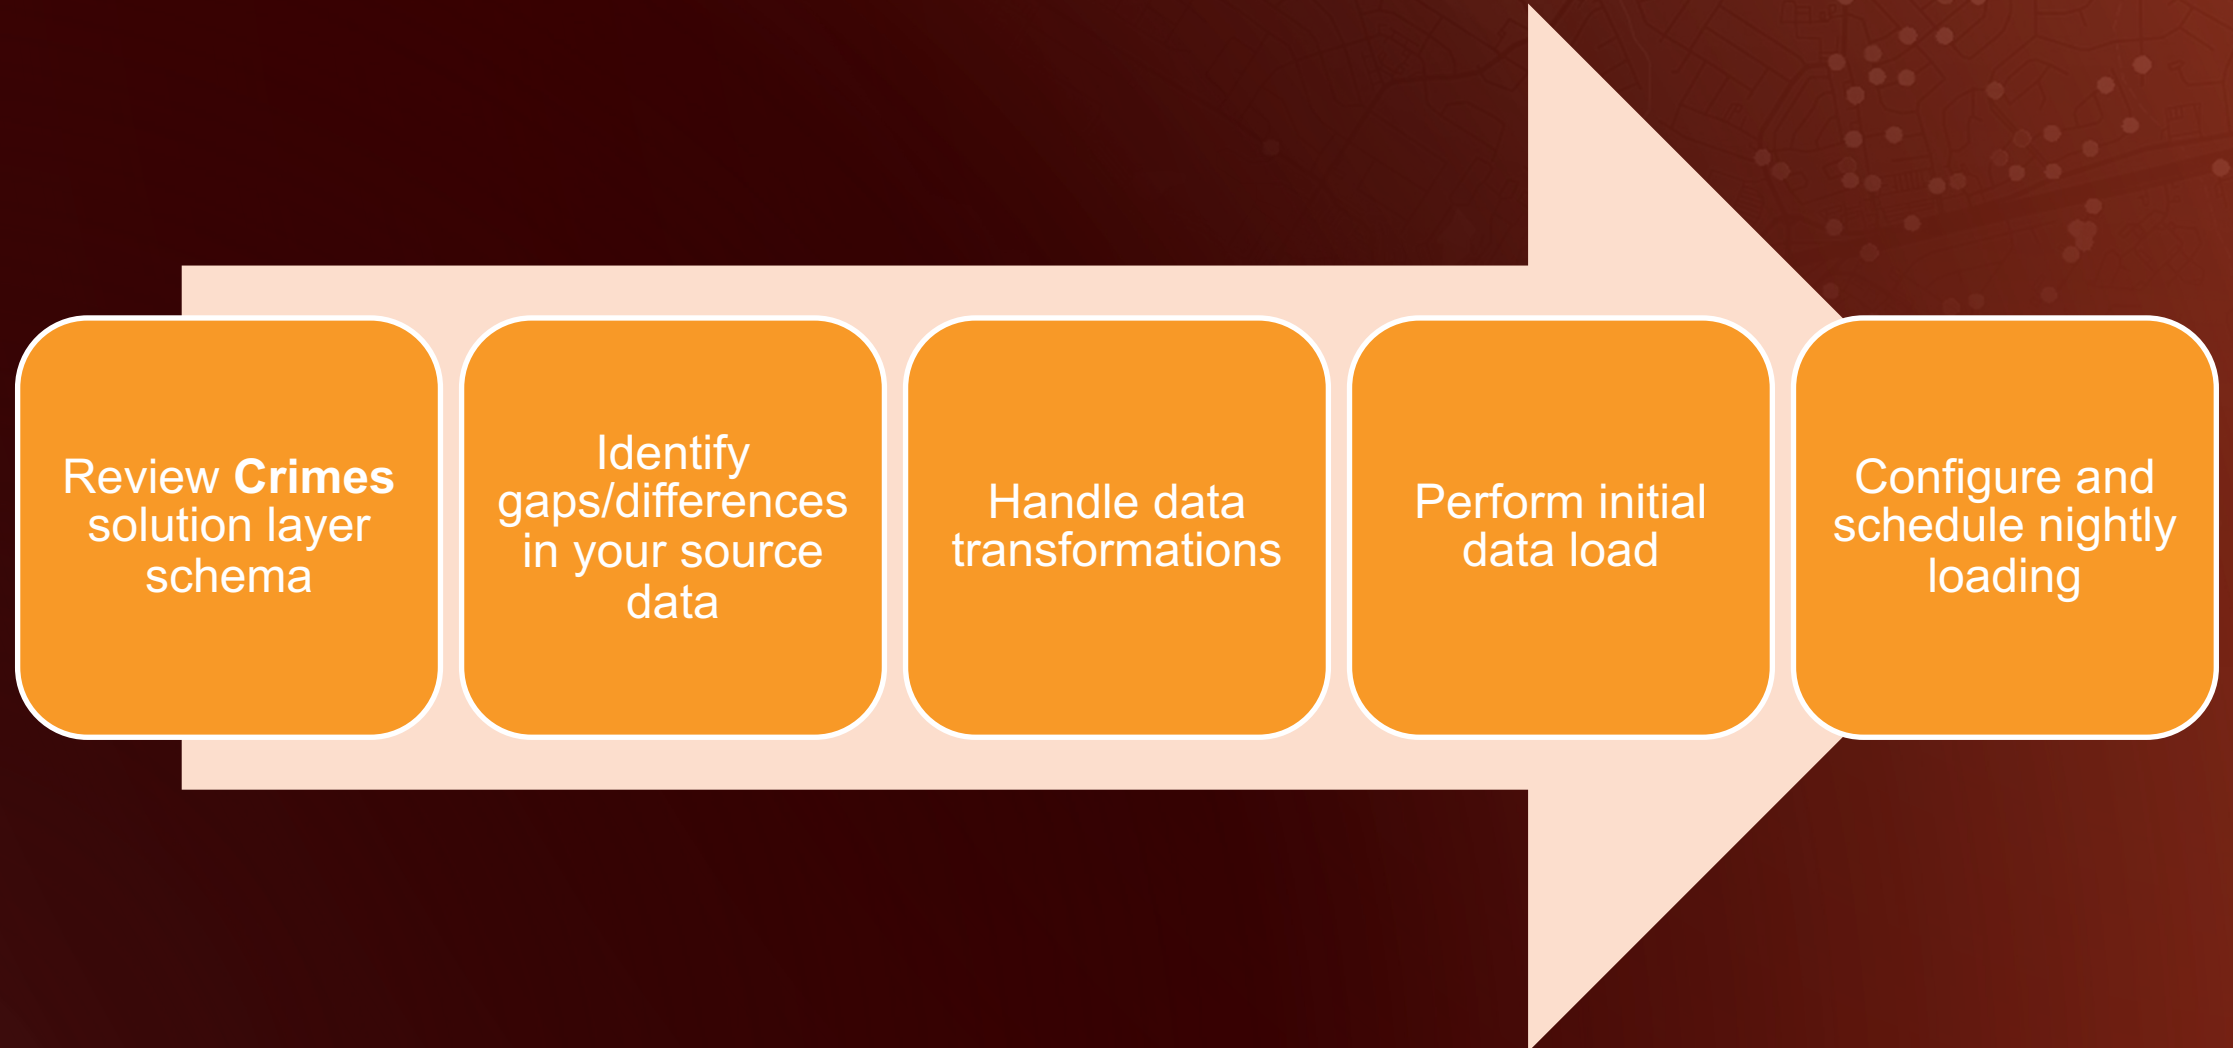 Review Crimes
solution layer
schema
Identify
gaps/differences
in your source
data
Handle data
transformations
Perform initial
data load
Configure and
schedule nightly
loading